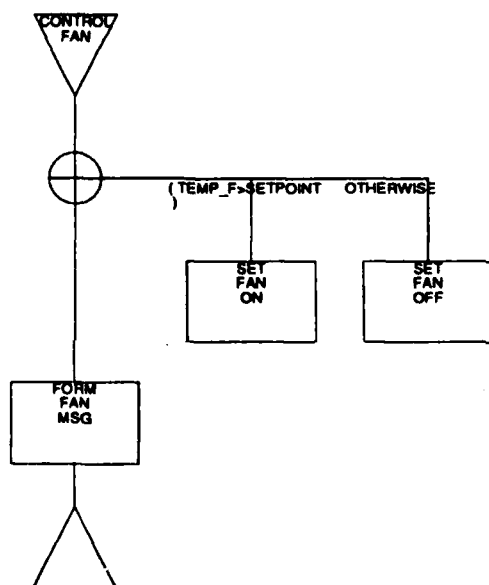 CONTROL
FAN
( TEMP_F>SETPOINT
)
OTHERWISE
SET
FAN
ON
SET
FAN
OFF
FORM
FAN
MSG